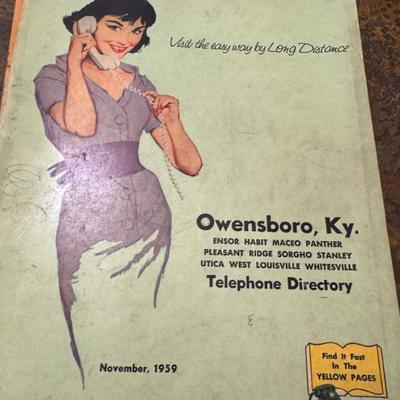 Visit the easy way by Long Distance
Owensboro, Ky.
ENSOR HABIT MACEO PANTHER
PLEASANT RIDGE SORGHO STANLEY
UTICA WEST LOUISVILLE WHITESVILLE
Telephone Directory
November, 1959
Find It Fast
In The
YELLOW PAGES